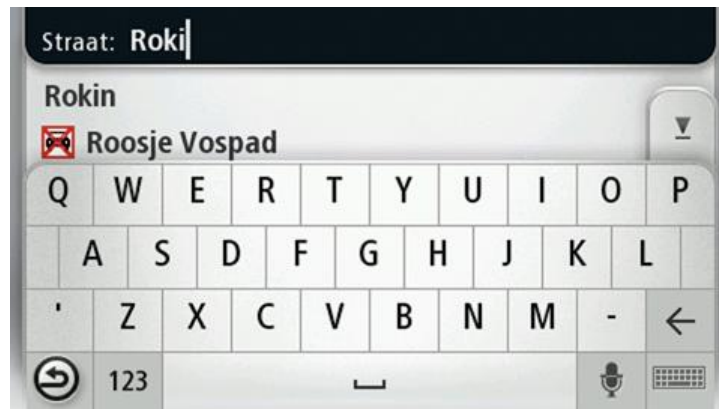 Straat: Roki
Rokin
Roosje Vospad
Q W E R T Y U I O P
A S D F G H J K L
' Z X C V B N M -
123